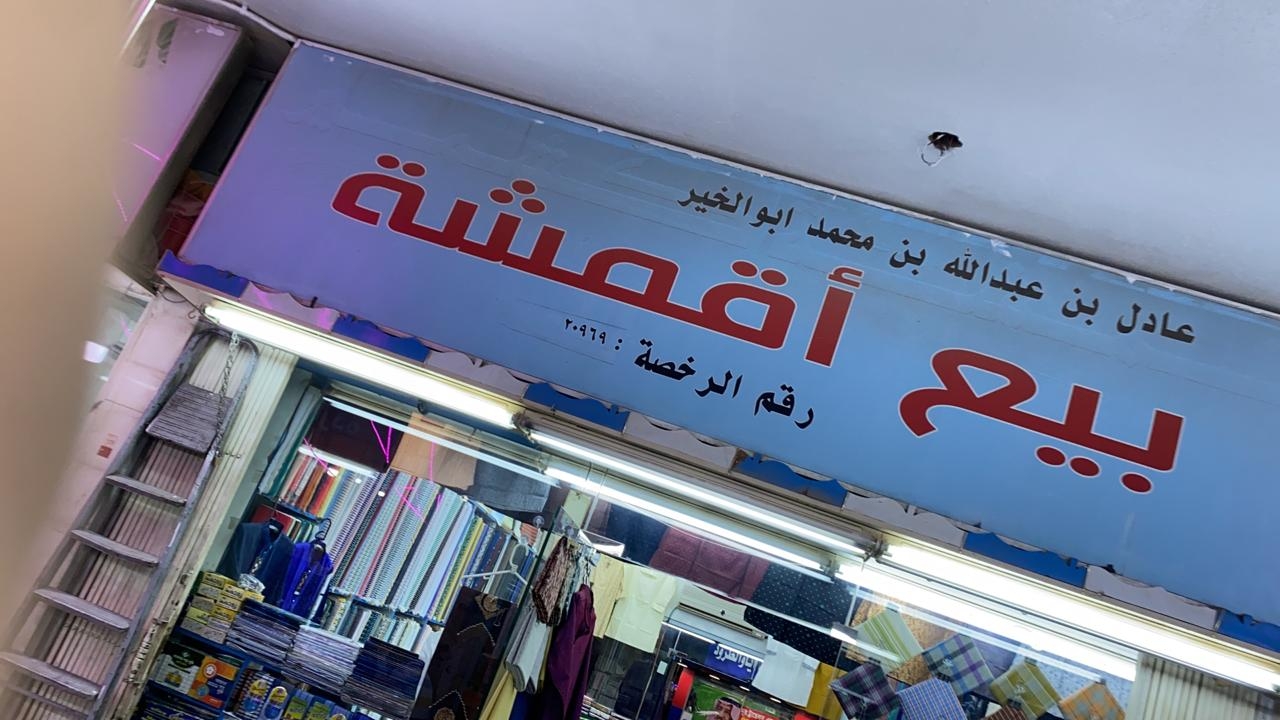 عادل بن عبدالله بن محمد ابوالخير
بيع أقمشة
رقم الرخصة : ٢٠٩٦٩